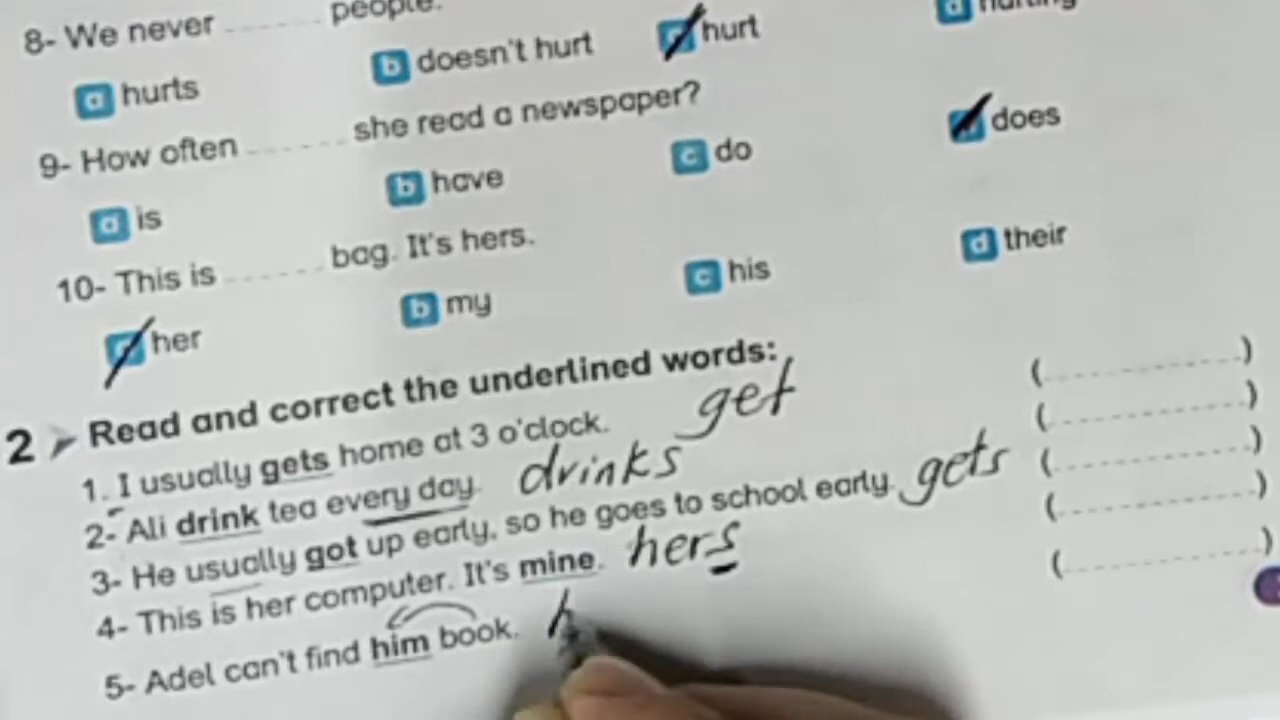 8- We never ........ people.
a hurts b doesn't hurt hurt d hurting
9- How often ........ she read a newspaper?
a is b have c do does
10- This is ........ bag. It's hers.
her b my c his d their
2 Read and correct the underlined words:
1. I usually gets home at 3 o'clock. get (........)
2- Ali drink tea every day. drinks (........)
3- He usually got up early, so he goes to school early. gets (........)
4- This is her computer. It's mine. hers (........)
5- Adel can't find him book. h (........)